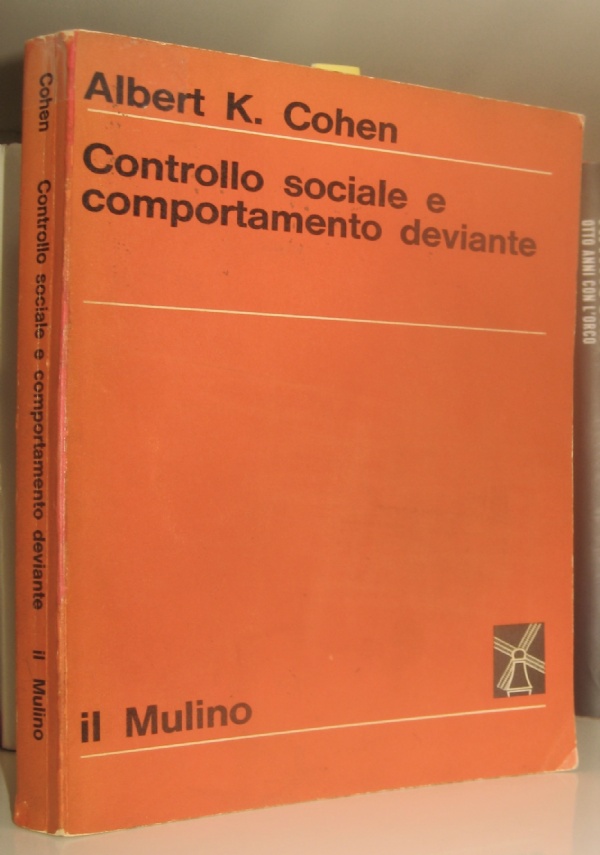 Albert K. Cohen
Controllo sociale e
comportamento deviante
il Mulino
Cohen Controllo sociale e comportamento deviante il Mulino
OTTO ANNI CON L'ORCO